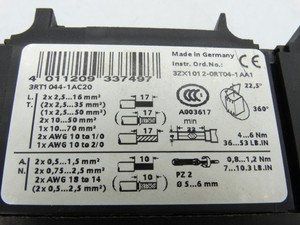 Made in Germany
Instr. Ord.No.:
3ZX1012-0RT04-1AA1
4 011209 337497
3RT1044-1AC20
L. 2x 2,5...16 mm²
T. (2x 2,5...35 mm²)
(1x 2,5...50 mm²)
2x 10...50 mm²
1x 10...70 mm²
2x AWG 10 to 2/0
1x AWG 10 to 1/0
17
17
17
CCC
A003617
min.
22
22,5°
360°
4...6 Nm
36...53 LB.IN
A. 2x 0,5...1,5 mm²
N. 2x 0,75...2,5 mm²
2x AWG 18 to 14
(2x 0,5...2,5 mm²)
10
10
PZ 2
Ø 5...6 mm
0,8...1,2 Nm
7...10.3 LB.IN